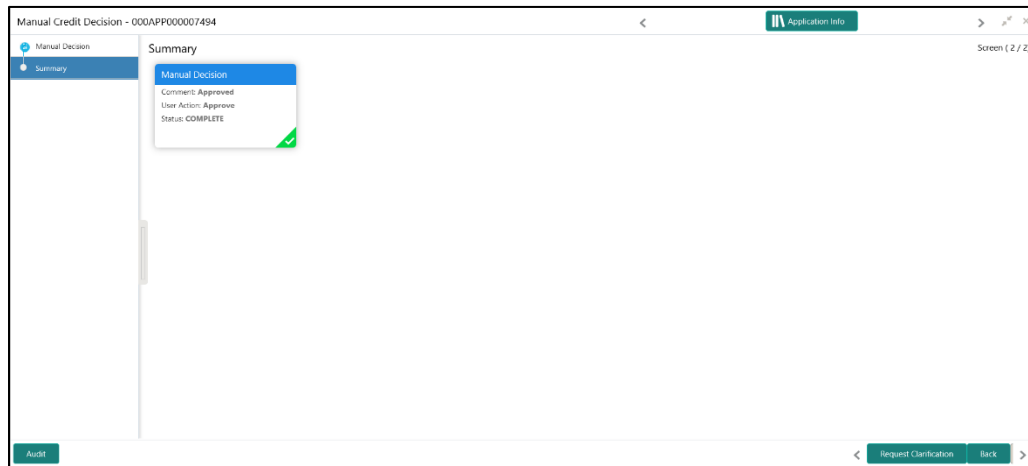 Manual Credit Decision - 000APP000007494
Application Info
Manual Decision
Summary
Summary
Screen ( 2 / 2)
Manual Decision
Comment: Approved
User Action: Approve
Status: COMPLETE
Audit
Request Clarification
Back